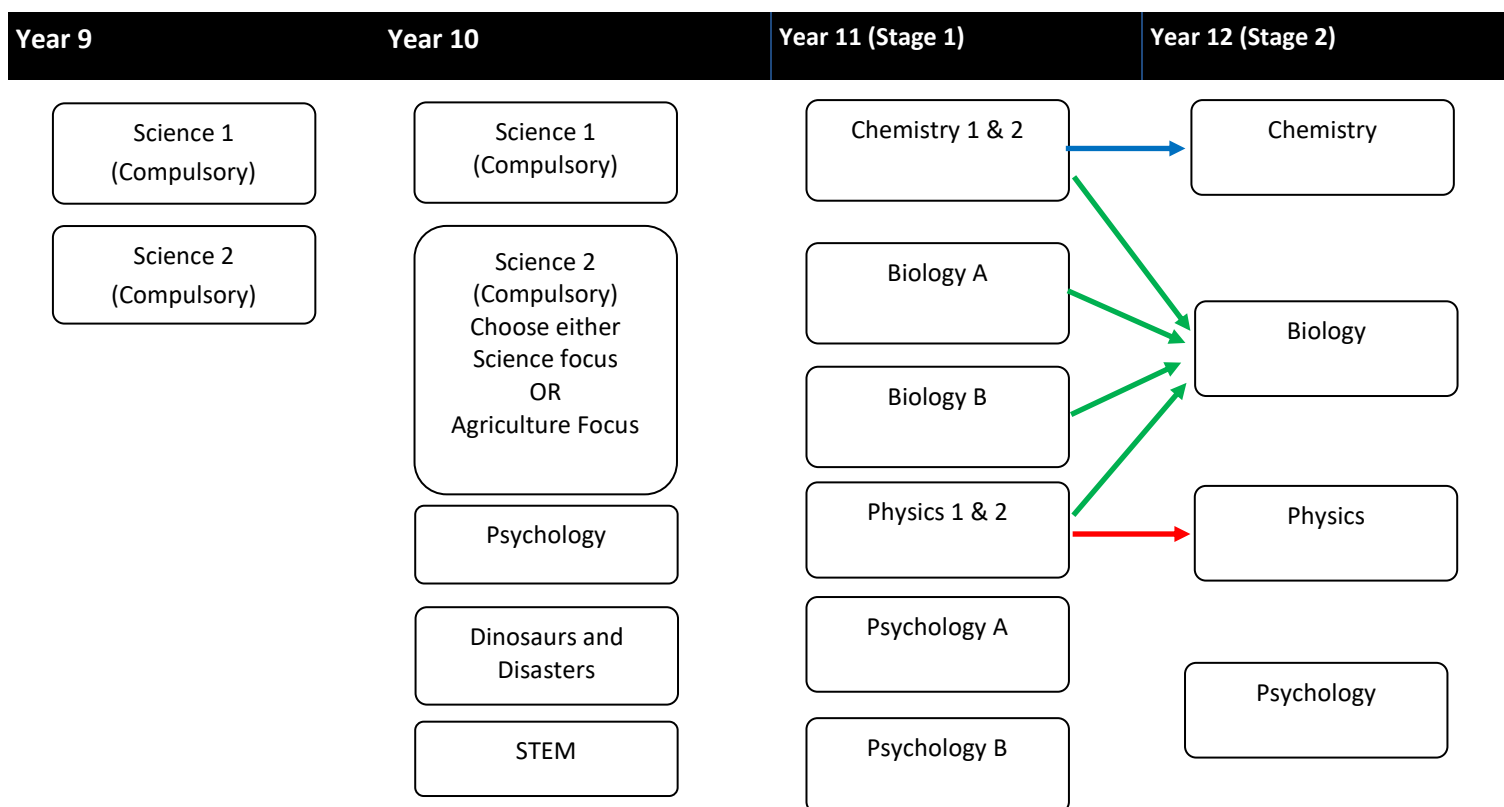 Year 9
Year 10
Year 11 (Stage 1)
Year 12 (Stage 2)
Science 1
(Compulsory)
Science 2
(Compulsory)
Science 1
(Compulsory)
Science 2
(Compulsory)
Choose either
Science focus
OR
Agriculture Focus
Psychology
Dinosaurs and
Disasters
STEM
Chemistry 1 & 2
Biology A
Biology B
Physics 1 & 2
Psychology A
Psychology B
Chemistry
Biology
Physics
Psychology